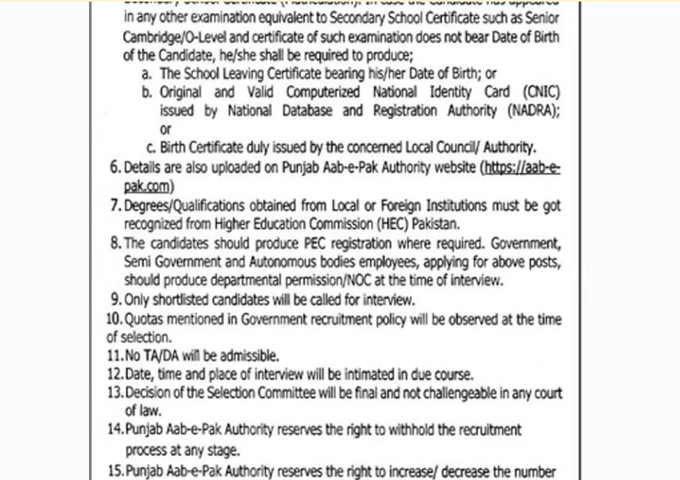 in any other examination equivalent to Secondary School Certificate such as Senior
Cambridge/O-Level and certificate of such examination does not bear Date of Birth
of the Candidate, he/she shall be required to produce;
a. The School Leaving Certificate bearing his/her Date of Birth; or
b. Original and Valid Computerized National Identity Card (CNIC)
issued by National Database and Registration Authority (NADRA);
or
c. Birth Certificate duly issued by the concerned Local Council/ Authority.
6. Details are also uploaded on Punjab Aab-e-Pak Authority website (https://aab-e-
pak.com)
7. Degrees/Qualifications obtained from Local or Foreign Institutions must be got
recognized from Higher Education Commission (HEC) Pakistan.
8. The candidates should produce PEC registration where required. Government,
Semi Government and Autonomous bodies employees, applying for above posts,
should produce departmental permission/NOC at the time of interview.
9. Only shortlisted candidates will be called for interview.
10. Quotas mentioned in Government recruitment policy will be observed at the time
of selection.
11. No TA/DA will be admissible.
12. Date, time and place of interview will be intimated in due course.
13. Decision of the Selection Committee will be final and not challengeable in any court
of law.
14. Punjab Aab-e-Pak Authority reserves the right to withhold the recruitment
process at any stage.
15. Punjab Aab-e-Pak Authority reserves the right to increase/ decrease the number